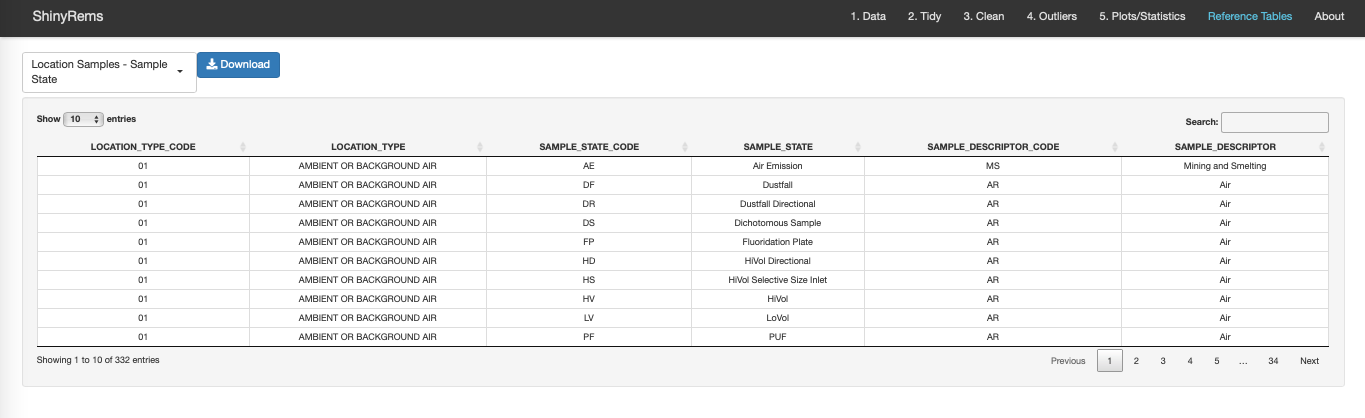 ShinyRems 1. Data 2. Tidy 3. Clean 4. Outliers 5. Plots/Statistics Reference Tables About
Location Samples - Sample State
Download
Show 10 entries
Search:
LOCATION_TYPE_CODE LOCATION_TYPE SAMPLE_STATE_CODE SAMPLE_STATE SAMPLE_DESCRIPTOR_CODE SAMPLE_DESCRIPTOR
01 AMBIENT OR BACKGROUND AIR AE Air Emission MS Mining and Smelting
01 AMBIENT OR BACKGROUND AIR DF Dustfall AR Air
01 AMBIENT OR BACKGROUND AIR DR Dustfall Directional AR Air
01 AMBIENT OR BACKGROUND AIR DS Dichotomous Sample AR Air
01 AMBIENT OR BACKGROUND AIR FP Fluoridation Plate AR Air
01 AMBIENT OR BACKGROUND AIR HD HiVol Directional AR Air
01 AMBIENT OR BACKGROUND AIR HS HiVol Selective Size Inlet AR Air
01 AMBIENT OR BACKGROUND AIR HV HiVol AR Air
01 AMBIENT OR BACKGROUND AIR LV LoVol AR Air
01 AMBIENT OR BACKGROUND AIR PF PUF AR Air
Showing 1 to 10 of 332 entries
Previous 1 2 3 4 5 … 34 Next